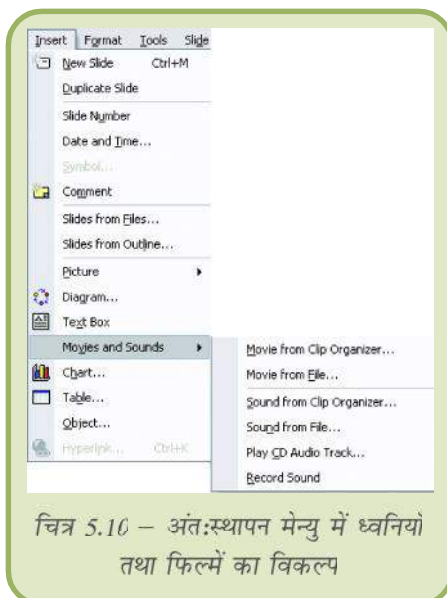 Insert Format Tools Slide
New Slide Ctrl+M
Duplicate Slide
Slide Number
Date and Time...
Symbol...
Comment
Slides from Files...
Slides from Outline...
Picture
Diagram...
Text Box
Movies and Sounds
Chart...
Table...
Object...
Hyperlink... Ctrl+K
Movie from Clip Organizer...
Movie from File...
Sound from Clip Organizer...
Sound from File...
Play CD Audio Track...
Record Sound
चित्र 5.10 – अंत:स्थापन मेन्यु में ध्वनियों
तथा फिल्में का विकल्प